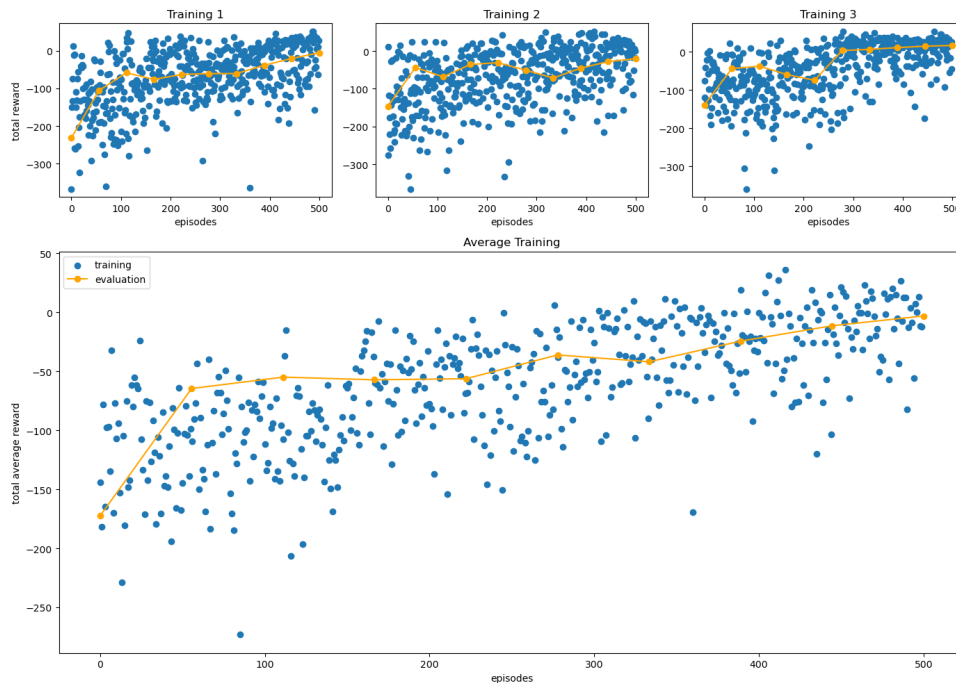 Training 1
Training 2
Training 3
total reward
0
−100
−200
−300
0
−100
−200
−300
0
−100
−200
−300
0 100 200 300 400 500
0 100 200 300 400 500
0 100 200 300 400 500
episodes
episodes
episodes
Average Training
training
evaluation
total average reward
50
0
−50
−100
−150
−200
−250
0 100 200 300 400 500
episodes